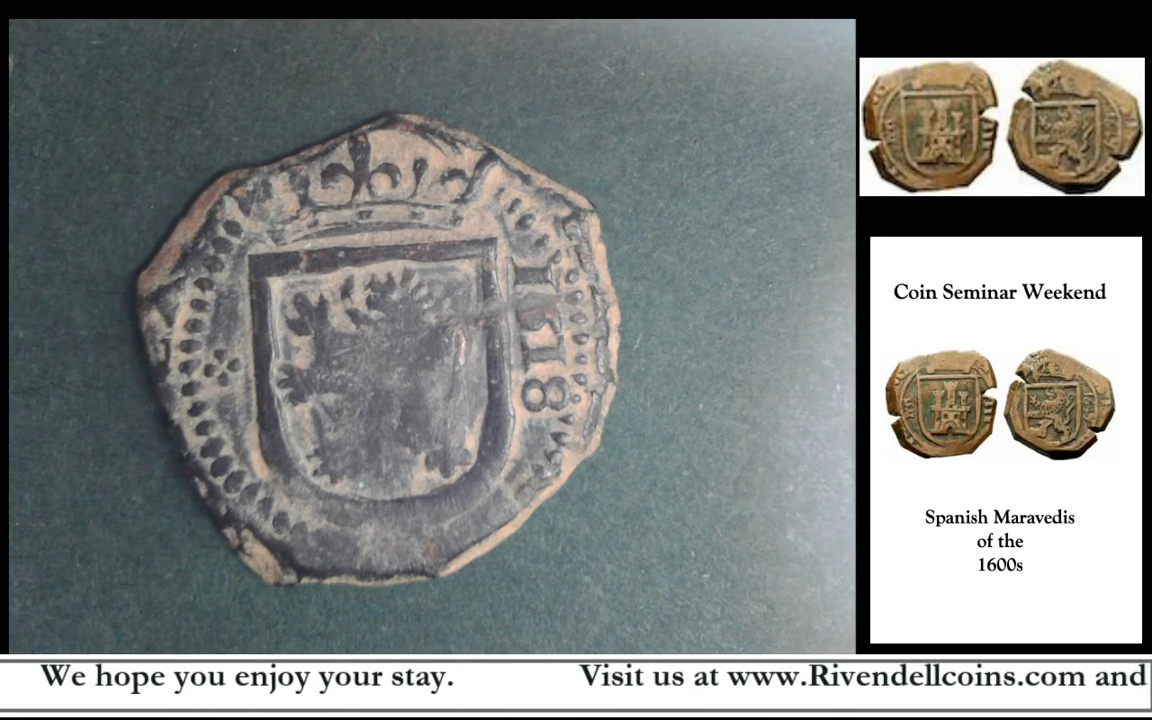 1618
Coin Seminar Weekend
Spanish Maravedis
of the
1600s
We hope you enjoy your stay. Visit us at www.Rivendellcoins.com and